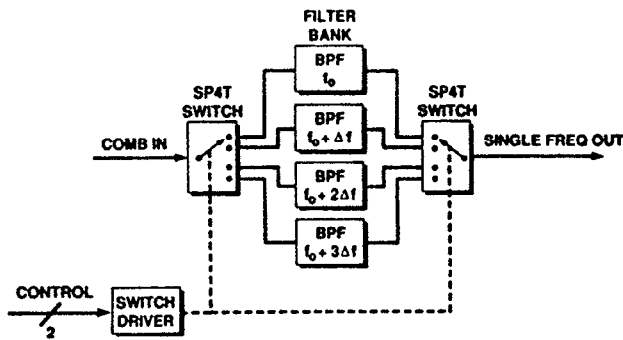 FILTER
BANK
BPF
f₀
SP4T
SWITCH
SP4T
SWITCH
BPF
f₀ + Δf
COMB IN
SINGLE FREQ OUT
BPF
f₀ + 2Δf
BPF
f₀ + 3Δf
CONTROL
2
SWITCH
DRIVER